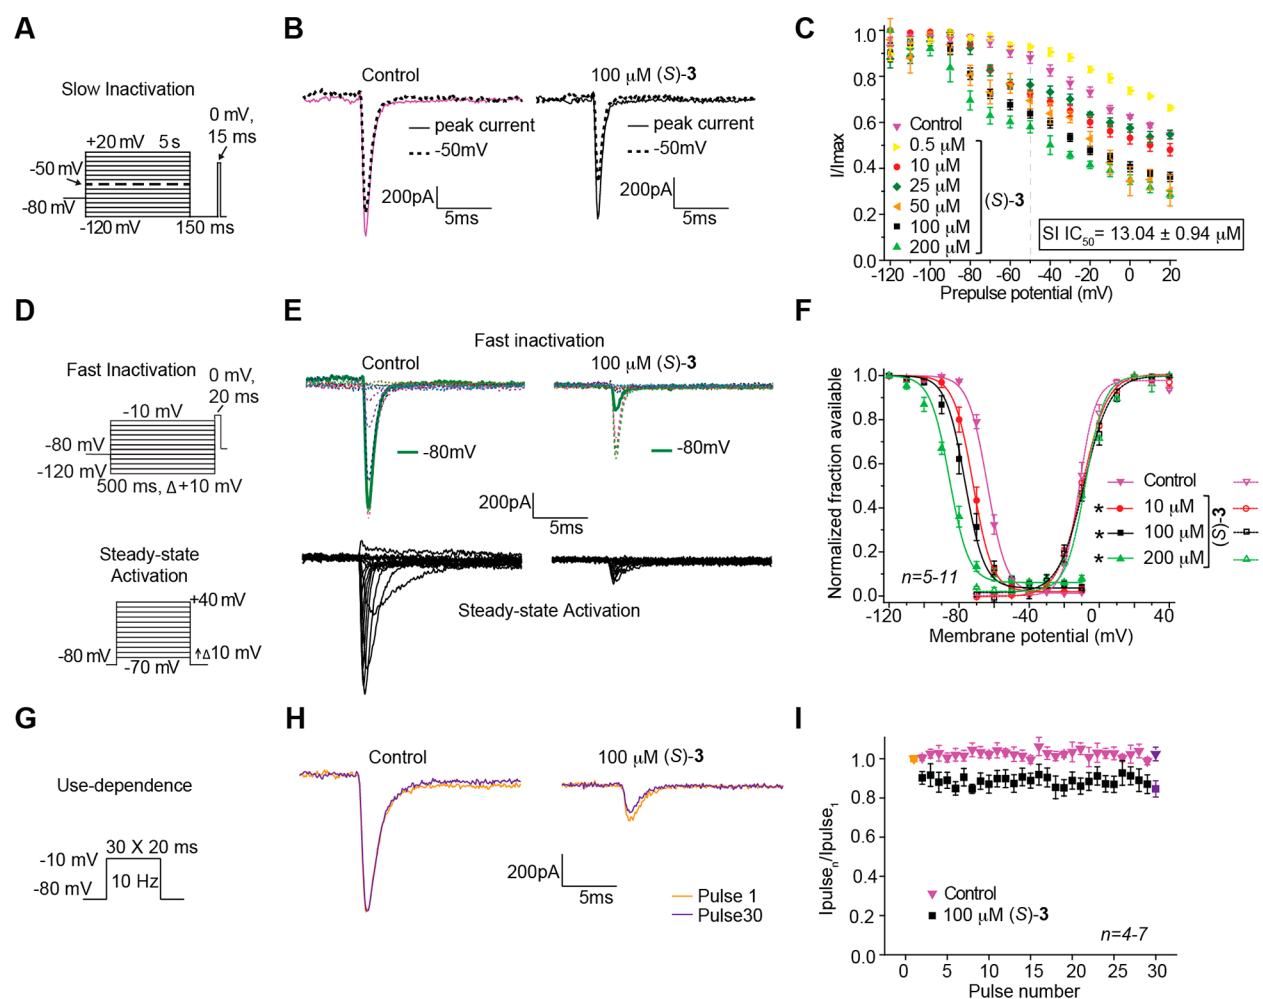 A
Slow Inactivation
0 mV,
15 ms
+20 mV 5 s
-50 mV
-80 mV
-120 mV
150 ms
B
Control
100 µM (S)-3
peak current
-50mV
200pA
5ms
peak current
-50mV
200pA
5ms
C
I/Imax
1.0
0.8
0.6
0.4
0.2
0.0
Control
0.5 µM
10 µM
25 µM
50 µM
100 µM
200 µM
(S)-3
SI IC50= 13.04 ± 0.94 µM
-120 -100 -80 -60 -40 -20 0 20
Prepulse potential (mV)
D
Fast Inactivation
0 mV,
20 ms
-10 mV
-80 mV
-120 mV
500 ms, Δ+10 mV
Steady-state
Activation
+40 mV
-80 mV
Δ10 mV
-70 mV
E
Fast inactivation
Control
100 µM (S)-3
-80mV
-80mV
200pA
5ms
Steady-state Activation
F
Normalized fraction available
1.0
0.8
0.6
0.4
0.2
0.0
Control
* 10 µM
* 100 µM
* 200 µM
(S)-3
n=5-11
-120 -80 -40 0 40
Membrane potential (mV)
G
Use-dependence
30 X 20 ms
-10 mV
10 Hz
-80 mV
H
Control
100 µM (S)-3
200pA
5ms
Pulse 1
Pulse30
I
Ipulsen/Ipulse1
1.0
0.8
0.6
0.4
0.2
0.0
Control
100 µM (S)-3
n=4-7
0 5 10 15 20 25 30
Pulse number